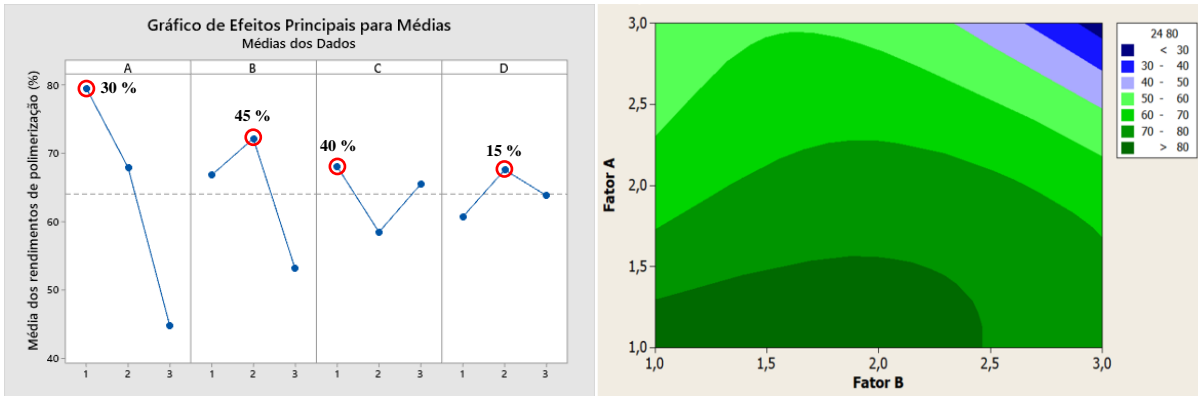 Gráfico de Efeitos Principais para Médias
Médias dos Dados
Média dos rendimentos de polimerização (%)
A B C D
80
70
60
50
40
30 %
45 %
40 %
15 %
1 2 3 1 2 3 1 2 3 1 2 3
Fator A
3,0
2,5
2,0
1,5
1,0
1,0 1,5 2,0 2,5 3,0
Fator B
24 80
< 30
30 - 40
40 - 50
50 - 60
60 - 70
70 - 80
> 80